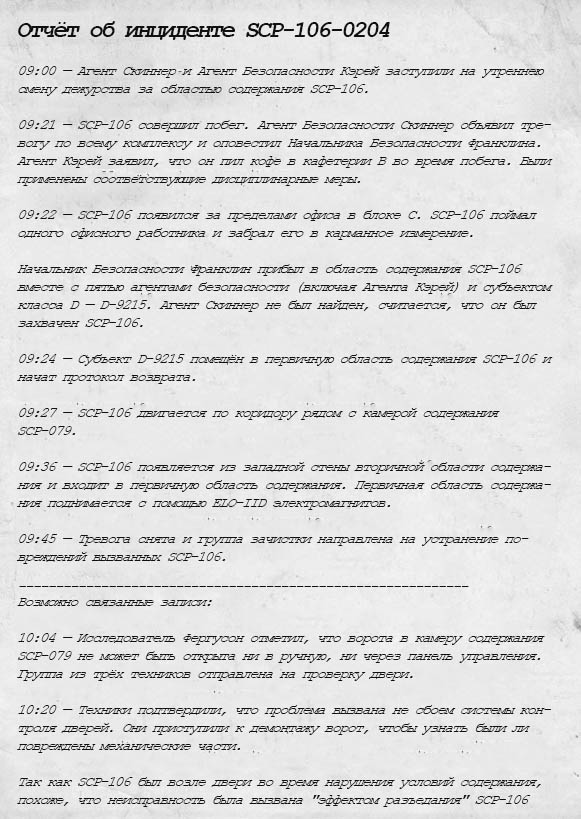 Отчёт об инциденте SCP-106-0204
09:00 — Агент Скиннер и Агент Безопасности Кэрей заступили на утреннею
смену дежурства за областью содержания SCP-106.
09:21 — SCP-106 совершил побег. Агент Безопасности Скиннер объявил тре-
вогу по всему комплексу и оповестил Начальника Безопасности Франклина.
Агент Кэрей заявил, что он пил кофе в кафетерии B во время побега. Были
применены соответствующие дисциплинарные меры.
09:22 — SCP-106 появился за пределами офиса в блоке C. SCP-106 поймал
одного офисного работника и забрал его в карманное измерение.
Начальник Безопасности Франклин прибыл в область содержания SCP-106
вместе с пятью агентами безопасности (включая Агента Кэрей) и субъектом
класса D — D-9215. Агент Скиннер не был найден, считается, что он был
захвачен SCP-106.
09:24 — Субъект D-9215 помещён в первичную область содержания SCP-106 и
начат протокол возврата.
09:27 — SCP-106 двигается по коридору рядом с камерой содержания
SCP-079.
09:36 — SCP-106 появляется из западной стены вторичной области содержа-
ния и входит в первичную область содержания. Первичная область содержа-
ния поднимается с помощью ELO-IID электромагнитов.
09:45 — Тревога снята и группа зачистки направлена на устранение по-
вреждений вызванных SCP-106.
____________________________________________________________
Возможно связанные записи:
10:04 — Исследователь Фергусон отметил, что ворота в камеру содержания
SCP-079 не может быть открыта ни в ручную, ни через панель управления.
Группа из трёх техников отправлена на проверку двери.
10:20 — Техники подтвердили, что проблема вызвана не сбоем системы кон-
троля дверей. Они приступили к демонтажу ворот, чтобы узнать были ли
повреждены механические части.
Так как SCP-106 был возле двери во время нарушения условий содержания,
похоже, что неисправность была вызвана "эффектом разъедания" SCP-106